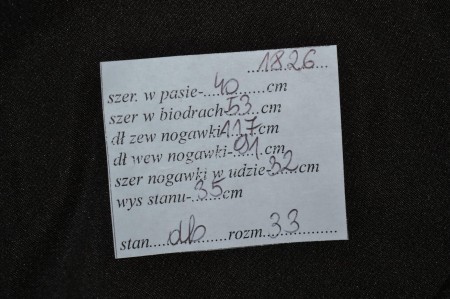 ..............1826...
szer. w pasie-..40............cm
szer w biodrach-53......cm
dł zew nogawki-117.cm
dł wew nogawki-.91..cm
szer nogawki w udzie-32..cm
wys stanu-.35....cm
stan......db.........rozm..33..............